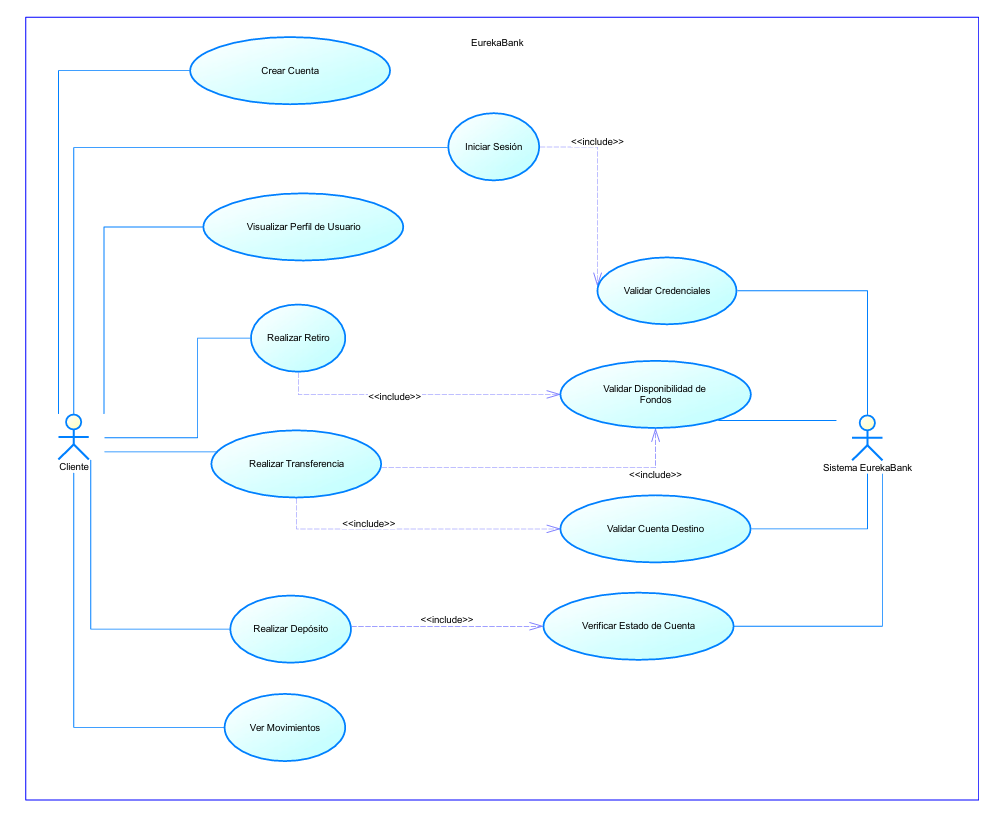 EurekaBank
Crear Cuenta
Iniciar Sesión
<<include>>
Visualizar Perfil de Usuario
Validar Credenciales
Realizar Retiro
<<include>>
Validar Disponibilidad de
Fondos
Cliente
Realizar Transferencia
<<include>>
Sistema EurekaBank
<<include>>
Validar Cuenta Destino
Realizar Depósito
<<include>>
Verificar Estado de Cuenta
Ver Movimientos